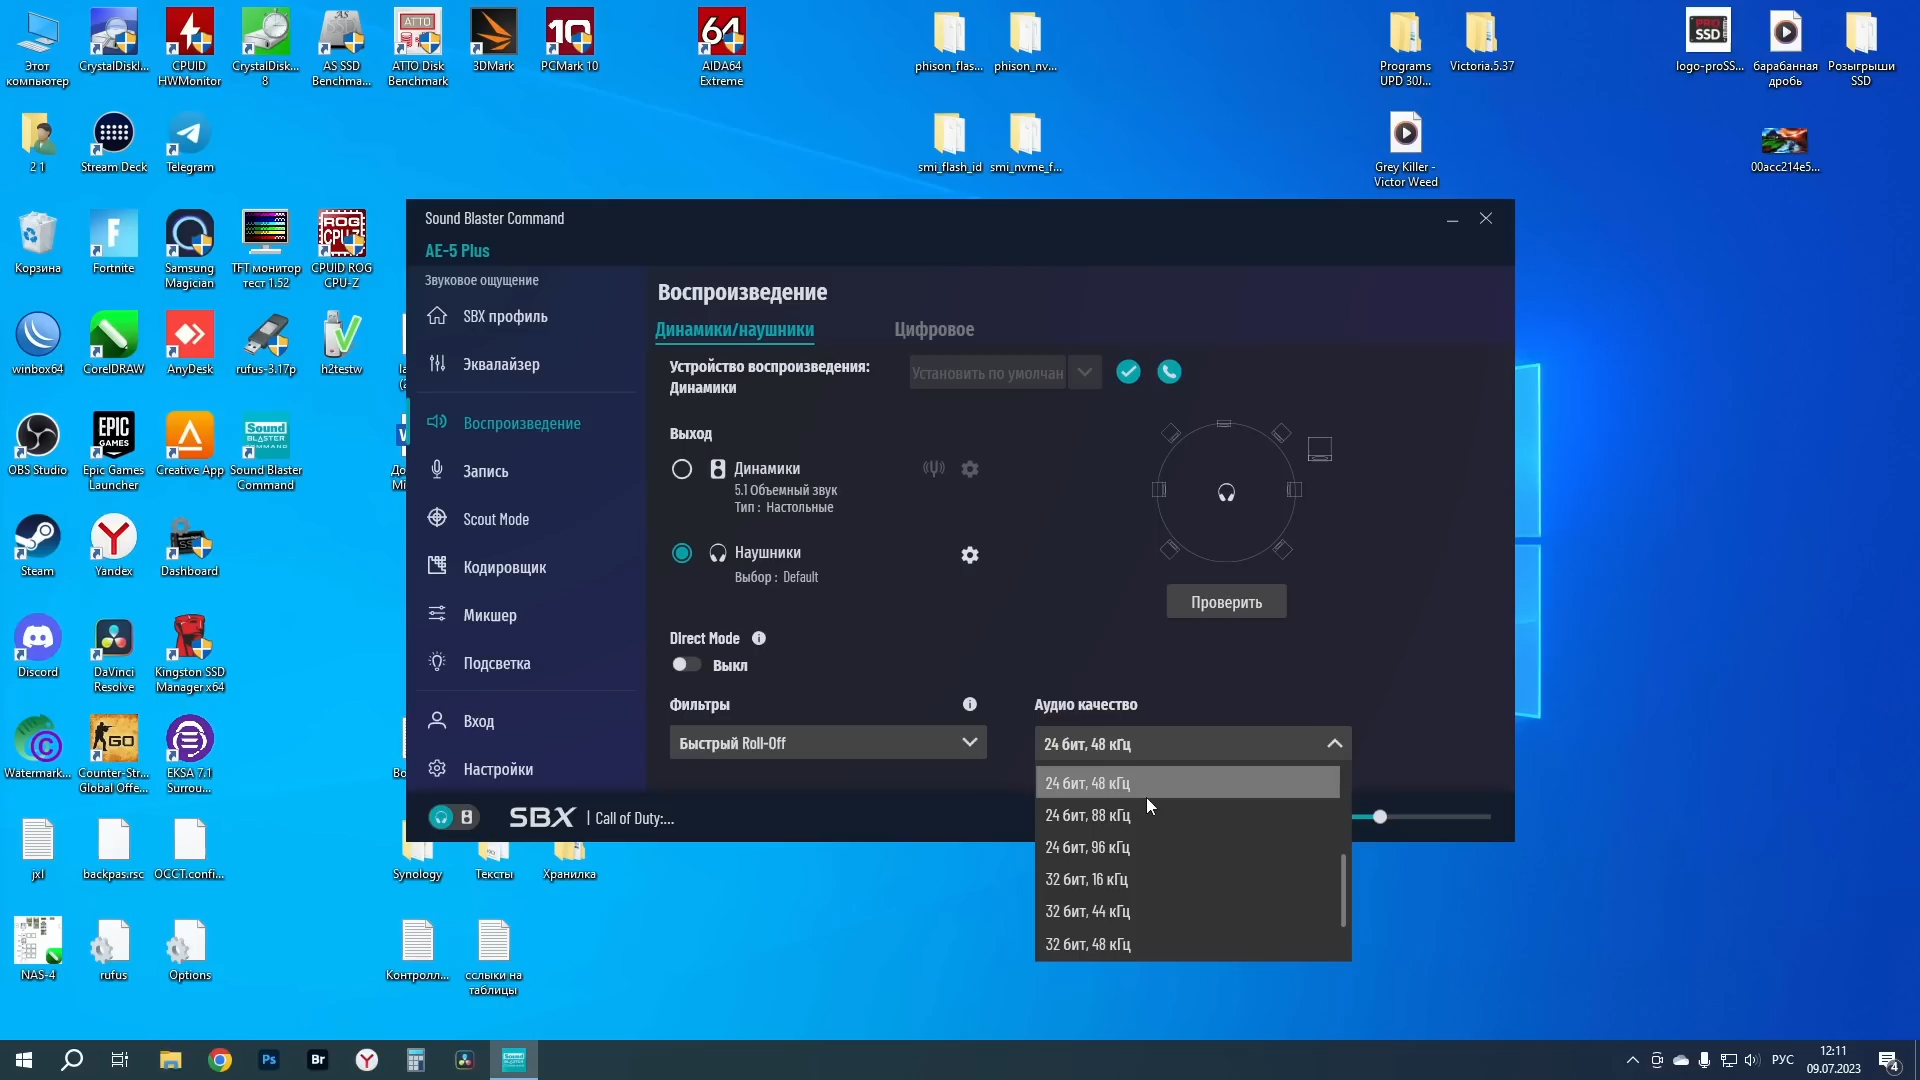 Этот
компьютер
CrystalDiskI...
CPUID
HWMonitor
CrystalDisk...
8
AS SSD
Benchma...
ATTO Disk
Benchmark
3DMark
PCMark 10
AIDA64
Extreme
phison_flas...
phison_nv...
Programs
UPD 30J...
Victoria.5.37
logo-proSS...
барабанная
дробь
Розыгрыши
SSD
2 1
Stream Deck
Telegram
smi_flash_id
smi_nvme_f...
Grey Killer -
Victor Weed
00acc214e5...
Корзина
Fortnite
Samsung
Magician
TFT монитор
тест 1.52
CPUID ROG
CPU-Z
winbox64
CorelDRAW
AnyDesk
rufus-3.17p
h2testw
OBS Studio
Epic Games
Launcher
Creative App
Sound Blaster
Command
Steam
Yandex
Dashboard
Discord
DaVinci
Resolve
Kingston SSD
Manager x64
Watermark...
Counter-Str...
Global Offe...
EKSA 7.1
Surrou...
jxl
backpas.rsc
OCCT.confi...
Synology
Тексты
Хранилка
NAS-4
rufus
Options
Контролл...
сслыки на
таблицы
Sound Blaster Command
AE-5 Plus
Звуковое ощущение
SBX профиль
Эквалайзер
Воспроизведение
Запись
Scout Mode
Кодировщик
Микшер
Подсветка
Вход
Настройки
Воспроизведение
Динамики/наушники
Цифровое
Устройство воспроизведения:
Динамики
Установить по умолчан
Выход
Динамики
5.1 Объемный звук
Тип : Настольные
Наушники
Выбор : Default
Проверить
Direct Mode
Выкл
Фильтры
Быстрый Roll-Off
Аудио качество
24 бит, 48 кГц
24 бит, 48 кГц
24 бит, 88 кГц
24 бит, 96 кГц
32 бит, 16 кГц
32 бит, 44 кГц
32 бит, 48 кГц
SBX | Call of Duty:...
РУС
12:11
09.07.2023
4